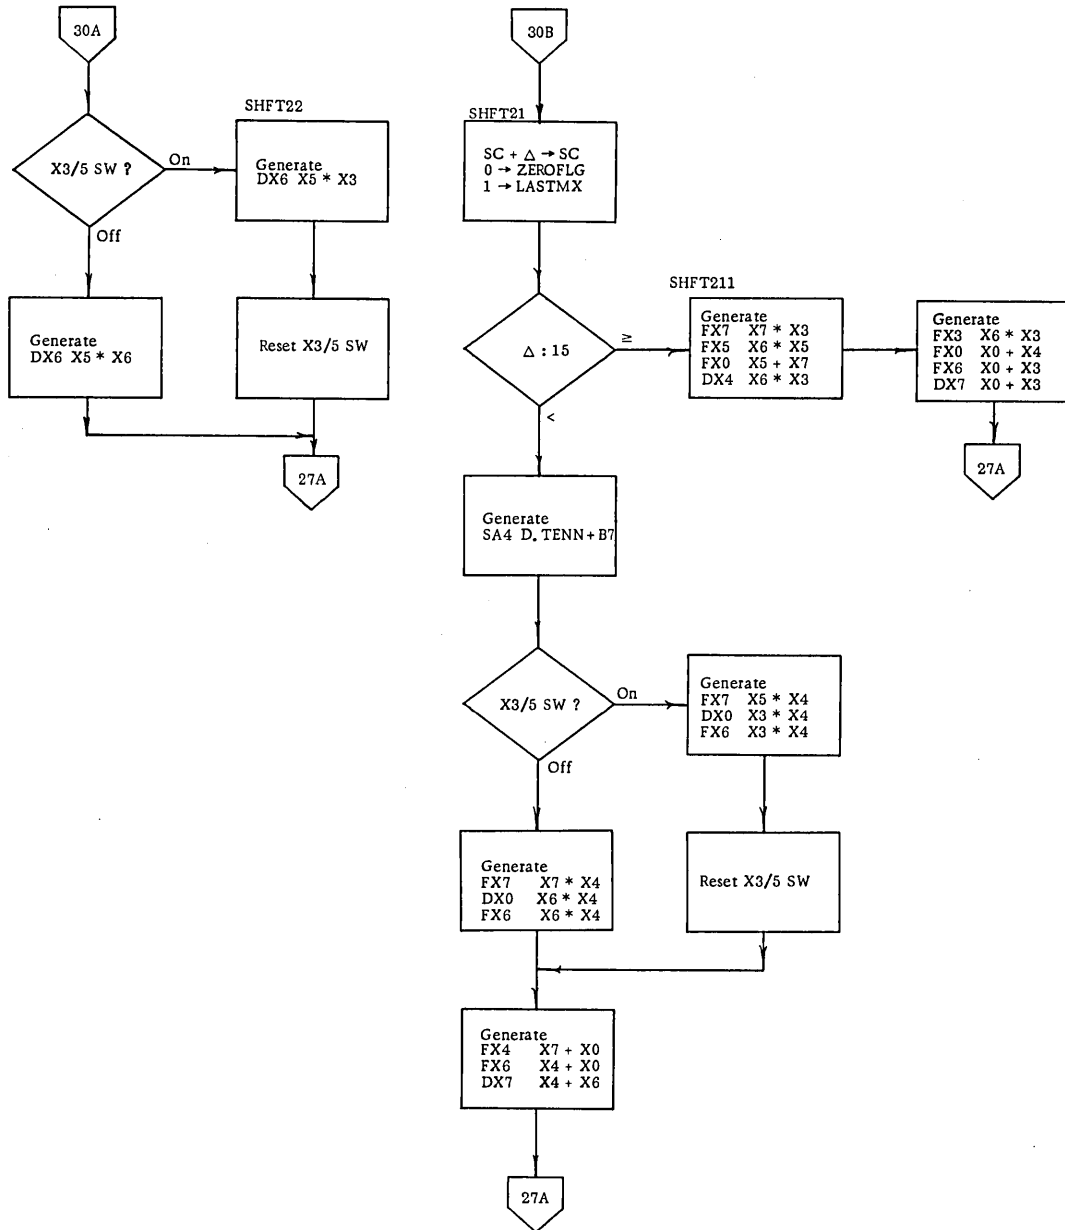 30A
X3/5 SW ?
On
Off
SHFT22
Generate
DX6 X5 * X3
Generate
DX6 X5 * X6
Reset X3/5 SW
27A
30B
SHFT21
SC + Δ → SC
0 → ZEROFLG
1 → LASTMX
Δ : 15
≥
<
SHFT211
Generate
FX7 X7 * X3
FX5 X6 * X5
FX0 X5 + X7
DX4 X6 * X3
Generate
FX3 X6 * X3
FX0 X0 + X4
FX6 X0 + X3
DX7 X0 + X3
27A
Generate
SA4 D.TENN+B7
X3/5 SW ?
On
Off
Generate
FX7 X5 * X4
DX0 X3 * X4
FX6 X3 * X4
Generate
FX7 X7 * X4
DX0 X6 * X4
FX6 X6 * X4
Reset X3/5 SW
Generate
FX4 X7 + X0
FX6 X4 + X0
DX7 X4 + X6
27A